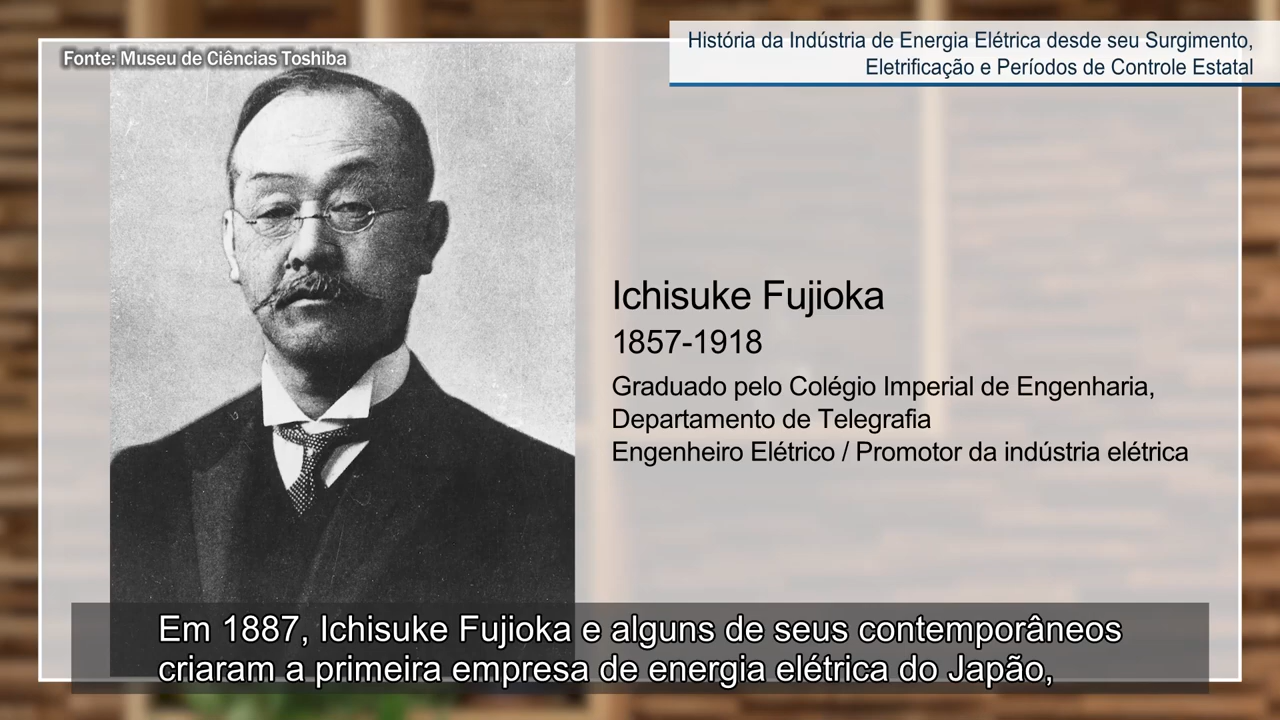 Fonte: Museu de Ciências Toshiba
História da Indústria de Energia Elétrica desde seu Surgimento,
Eletrificação e Períodos de Controle Estatal
Ichisuke Fujioka
1857-1918
Graduado pelo Colégio Imperial de Engenharia,
Departamento de Telegrafia
Engenheiro Elétrico / Promotor da indústria elétrica
Em 1887, Ichisuke Fujioka e alguns de seus contemporâneos
criaram a primeira empresa de energia elétrica do Japão,